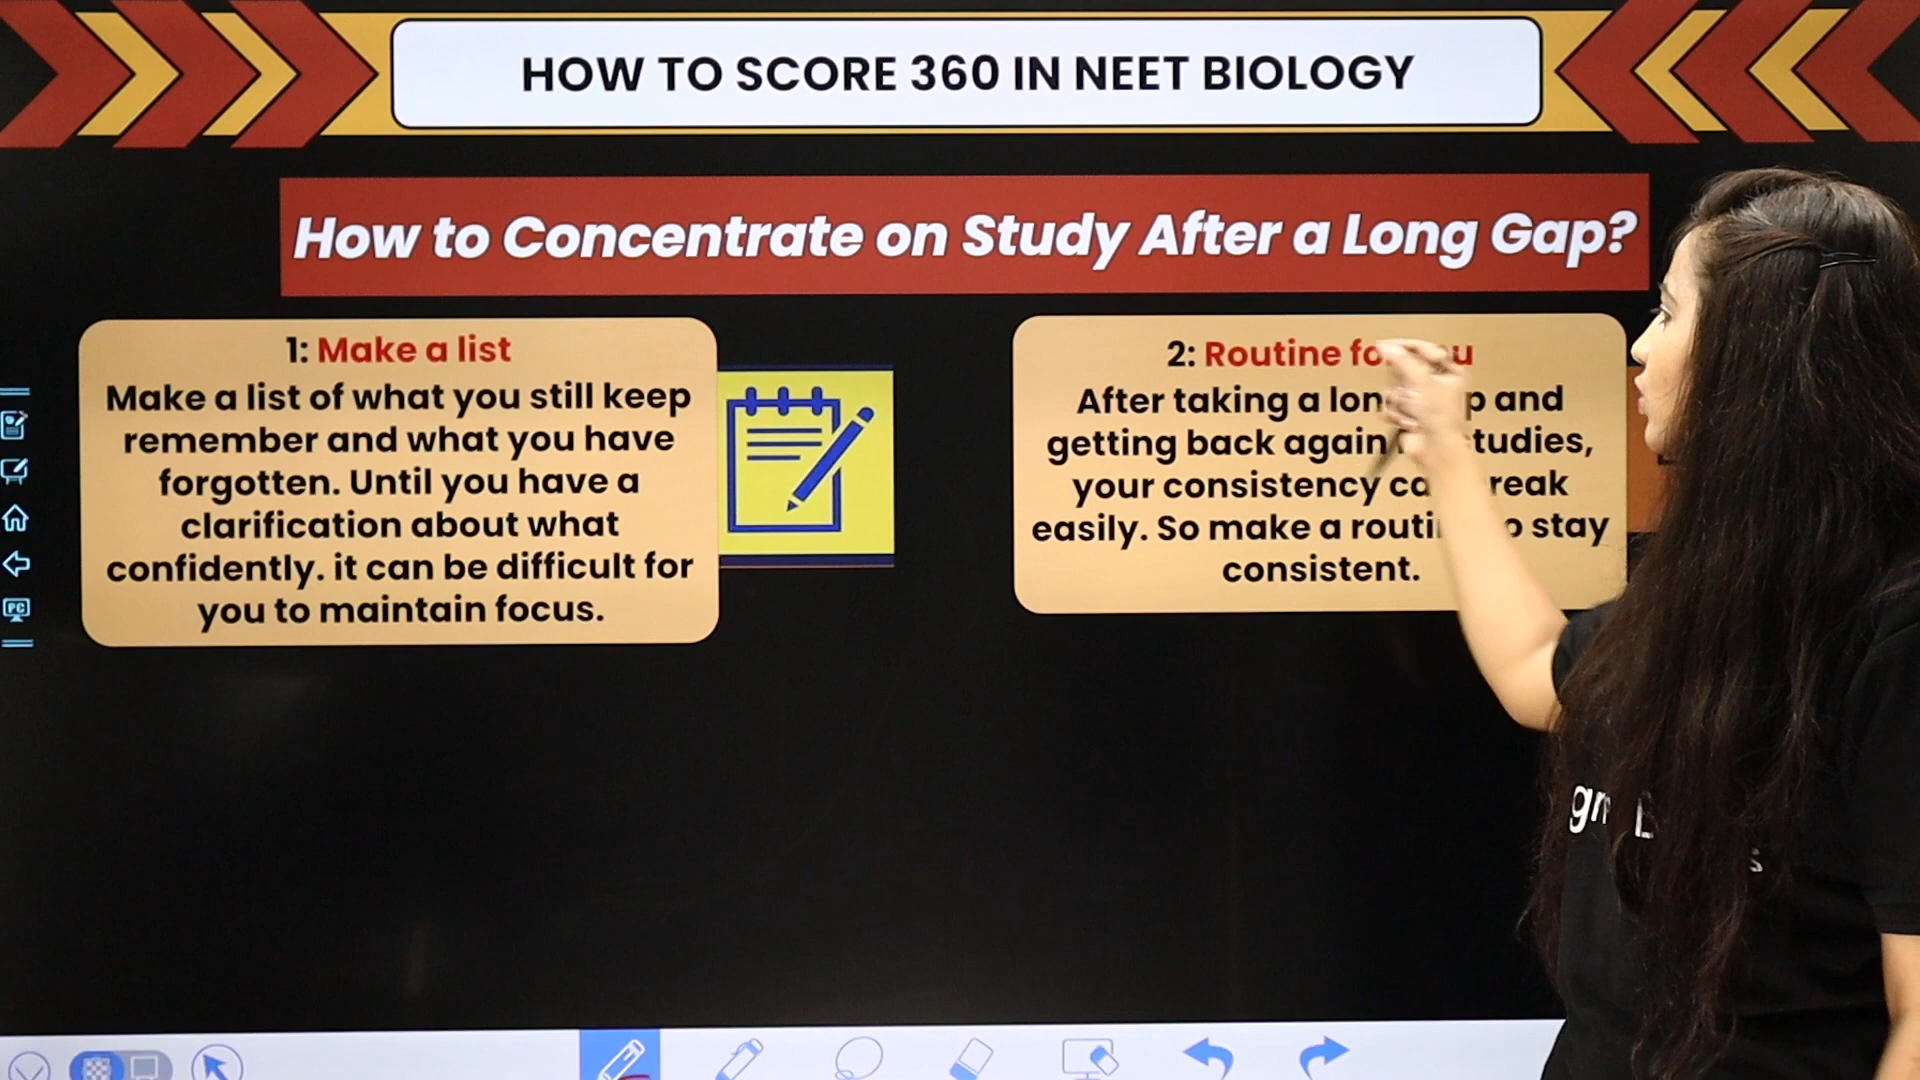 HOW TO SCORE 360 IN NEET BIOLOGY
How to Concentrate on Study After a Long Gap?
1: Make a list
Make a list of what you still keep
remember and what you have
forgotten. Until you have a
clarification about what
confidently. it can be difficult for
you to maintain focus.
2: Routine
After taking a and
getting back again
your consistency
easily. So make a stay
consistent.
PC